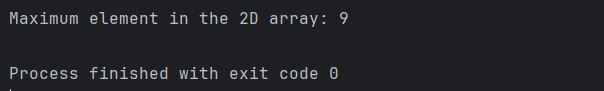 Maximum element in the 2D array: 9
Process finished with exit code 0